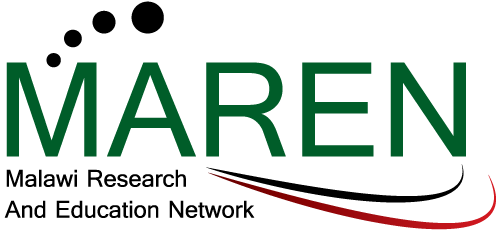 MAREN
Malawi Research
And Education Network